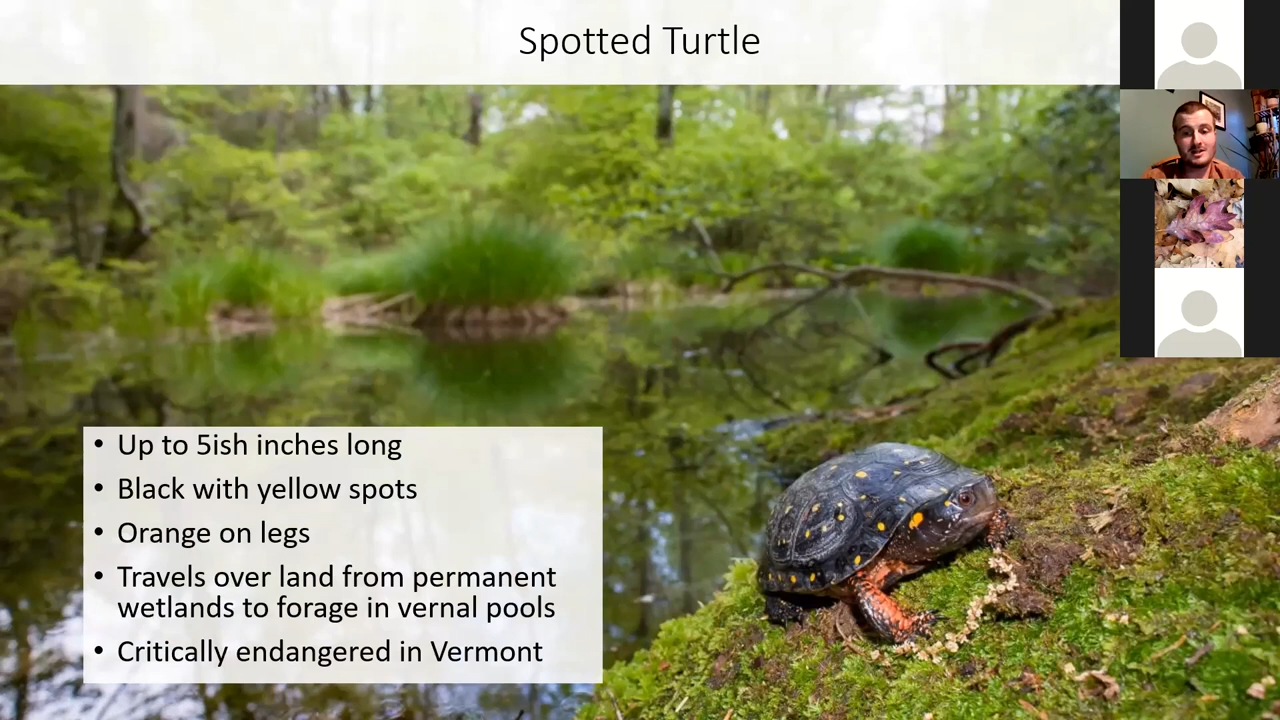 Spotted Turtle
• Up to 5ish inches long
• Black with yellow spots
• Orange on legs
• Travels over land from permanent
wetlands to forage in vernal pools
• Critically endangered in Vermont